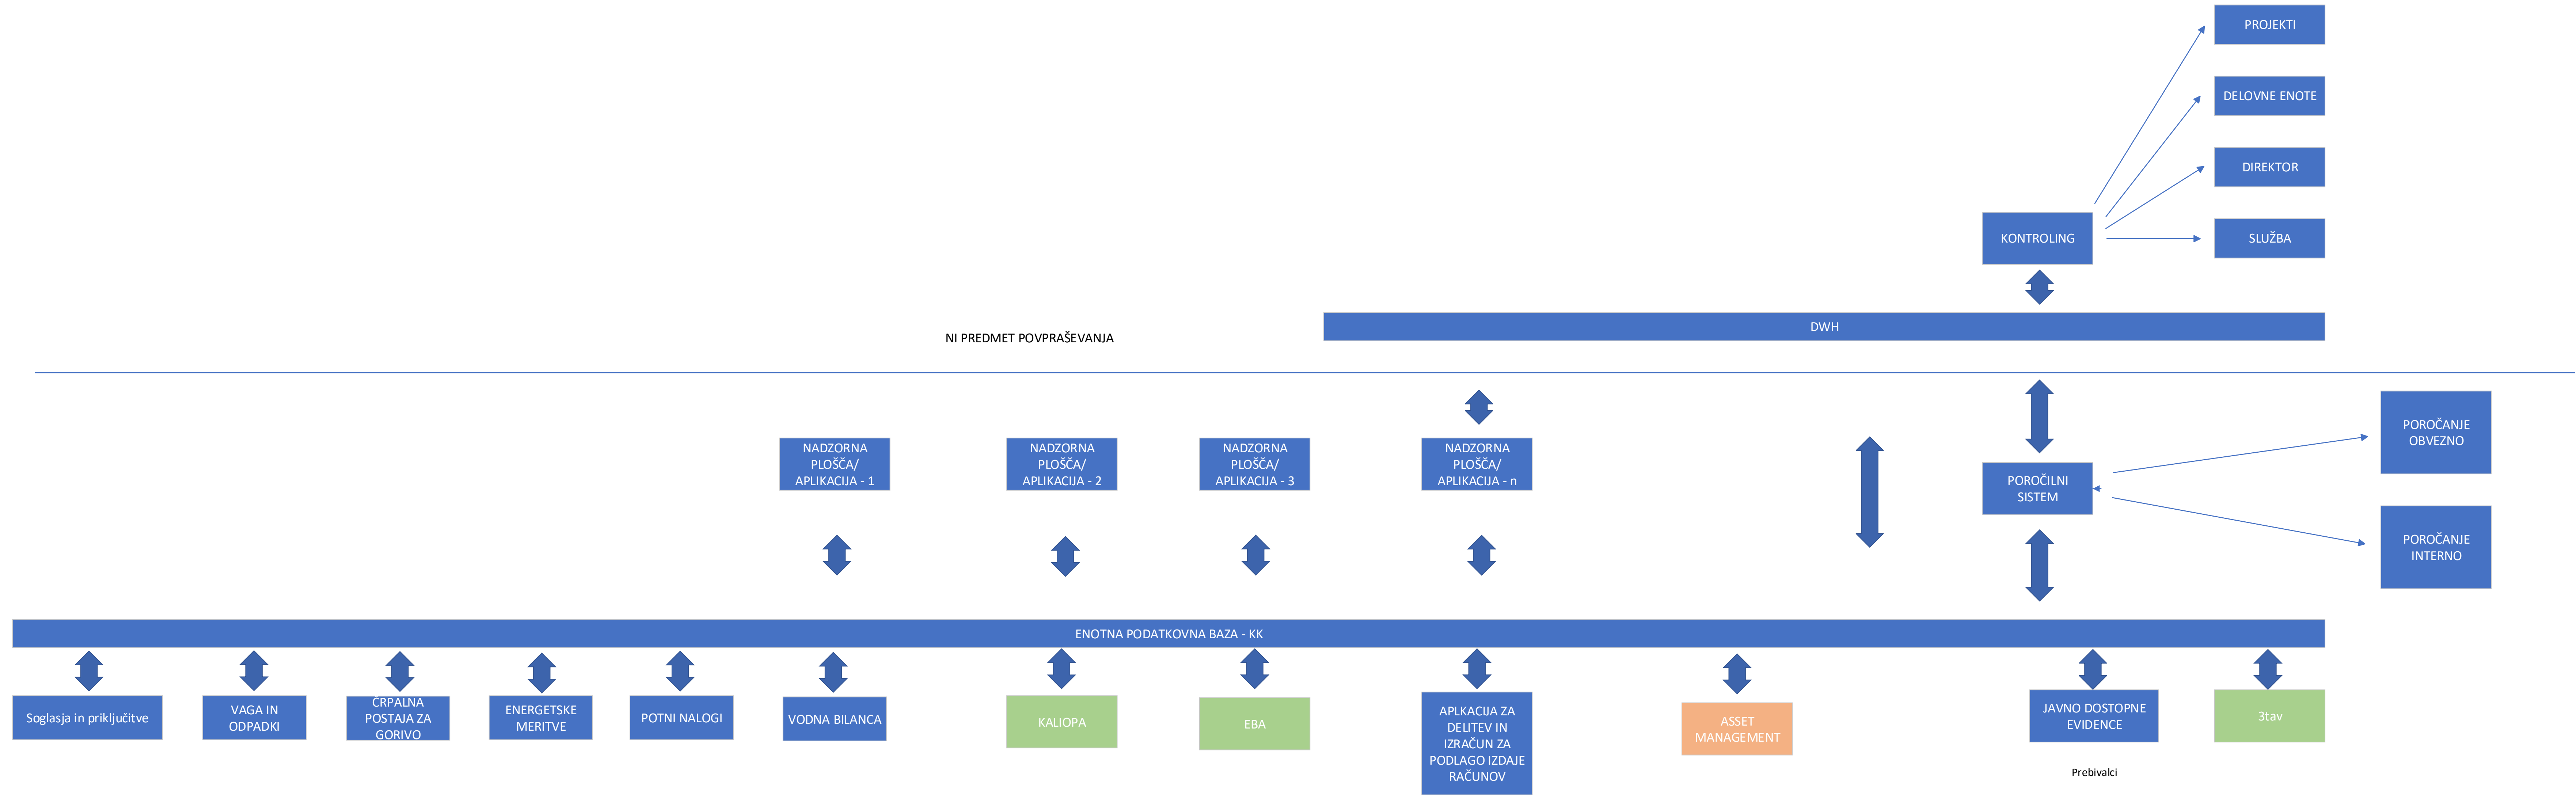 PROJEKTI
DELOVNE ENOTE
DIREKTOR
KONTROLING
SLUŽBA
DWH
NI PREDMET POVPRAŠEVANJA
NADZORNA
PLOŠČA/
APLIKACIJA - 1
NADZORNA
PLOŠČA/
APLIKACIJA - 2
NADZORNA
PLOŠČA/
APLIKACIJA - 3
NADZORNA
PLOŠČA/
APLIKACIJA - n
POROČILNI
SISTEM
POROČANJE
OBVEZNO
POROČANJE
INTERNO
ENOTNA PODATKOVNA BAZA - KK
Soglasja in priključitve
VAGA IN
ODPADKI
ČRPALNA
POSTAJA ZA
GORIVO
ENERGETSKE
MERITVE
POTNI NALOGI
VODNA BILANCA
KALIOPA
EBA
APLKACIJA ZA
DELITEV IN
IZRAČUN ZA
PODLAGO IZDAJE
RAČUNOV
ASSET
MANAGEMENT
JAVNO DOSTOPNE
EVIDENCE
3tav
Prebivalci